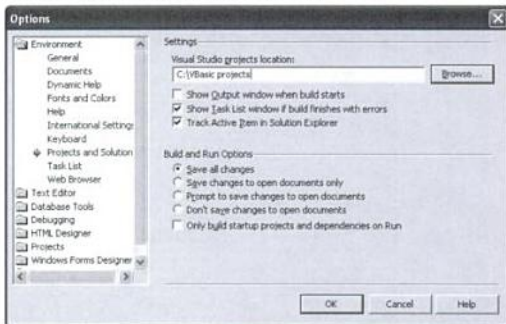 Options
Environment
General
Documents
Dynamic Help
Fonts and Colors
Help
International Settings
Keyboard
Projects and Solution
Task List
Web Browser
Text Editor
Database Tools
Debugging
HTML Designer
Projects
Windows Forms Designer
Settings
Visual Studio projects location:
C:\VBasic projects
Browse...
Show Output window when build starts
Show Task List window if build finishes with errors
Track Active Item in Solution Explorer
Build and Run Options
Save all changes
Save changes to open documents only
Prompt to save changes to open documents
Don't save changes to open documents
Only build startup projects and dependencies on Run
OK
Cancel
Help